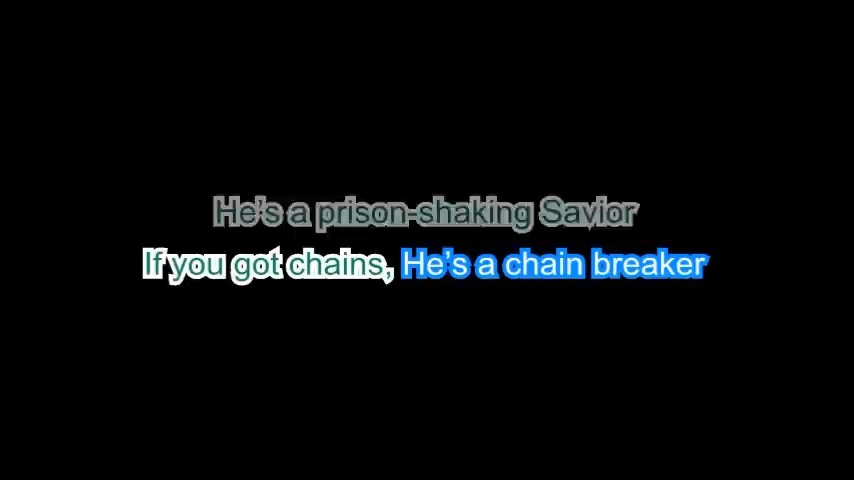 He's a prison-shaking Savior
If you got chains, He's a chain breaker